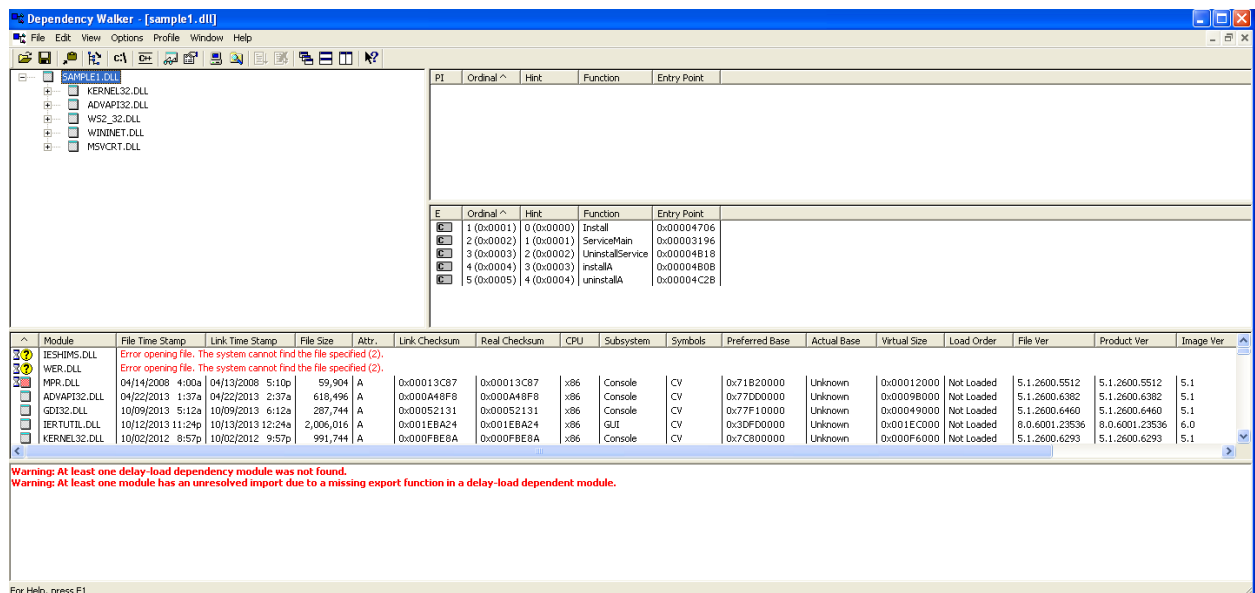 Dependency Walker - [sample1.dll]
File Edit View Options Profile Window Help
c:\ C++
SAMPLE1.DLL
KERNEL32.DLL
ADVAPI32.DLL
WS2_32.DLL
WININET.DLL
MSVCRT.DLL
PI Ordinal ^ Hint Function Entry Point
E Ordinal ^ Hint Function Entry Point
C 1 (0x0001) 0 (0x0000) Install 0x00004706
C 2 (0x0002) 1 (0x0001) ServiceMain 0x00003196
C 3 (0x0003) 2 (0x0002) UninstallService 0x00004B18
C 4 (0x0004) 3 (0x0003) installA 0x00004B0B
C 5 (0x0005) 4 (0x0004) uninstallA 0x00004C2B
^ Module File Time Stamp Link Time Stamp File Size Attr. Link Checksum Real Checksum CPU Subsystem Symbols Preferred Base Actual Base Virtual Size Load Order File Ver Product Ver Image Ver
IESHIMS.DLL Error opening file. The system cannot find the file specified (2).
WER.DLL Error opening file. The system cannot find the file specified (2).
MPR.DLL 04/14/2008 4:00a 04/13/2008 5:10p 59,904 A 0x00013C87 0x00013C87 x86 Console CV 0x71B20000 Unknown 0x00012000 Not Loaded 5.1.2600.5512 5.1.2600.5512 5.1
ADVAPI32.DLL 04/22/2013 1:37a 04/22/2013 2:37a 618,496 A 0x000A48F8 0x000A48F8 x86 Console CV 0x77DD0000 Unknown 0x0009B000 Not Loaded 5.1.2600.6382 5.1.2600.6382 5.1
GDI32.DLL 10/09/2013 5:12a 10/09/2013 6:12a 287,744 A 0x00052131 0x00052131 x86 Console CV 0x77F10000 Unknown 0x00049000 Not Loaded 5.1.2600.6460 5.1.2600.6460 5.1
IERTUTIL.DLL 10/12/2013 11:24p 10/13/2013 12:24a 2,006,016 A 0x001EBA24 0x001EBA24 x86 GUI CV 0x3DFD0000 Unknown 0x001EC000 Not Loaded 8.0.6001.23536 8.0.6001.23536 6.0
KERNEL32.DLL 10/02/2012 8:57p 10/02/2012 9:57p 991,744 A 0x000FBE8A 0x000FBE8A x86 Console CV 0x7C800000 Unknown 0x000F6000 Not Loaded 5.1.2600.6293 5.1.2600.6293 5.1
Warning: At least one delay-load dependency module was not found.
Warning: At least one module has an unresolved import due to a missing export function in a delay-load dependent module.
For Help, press F1